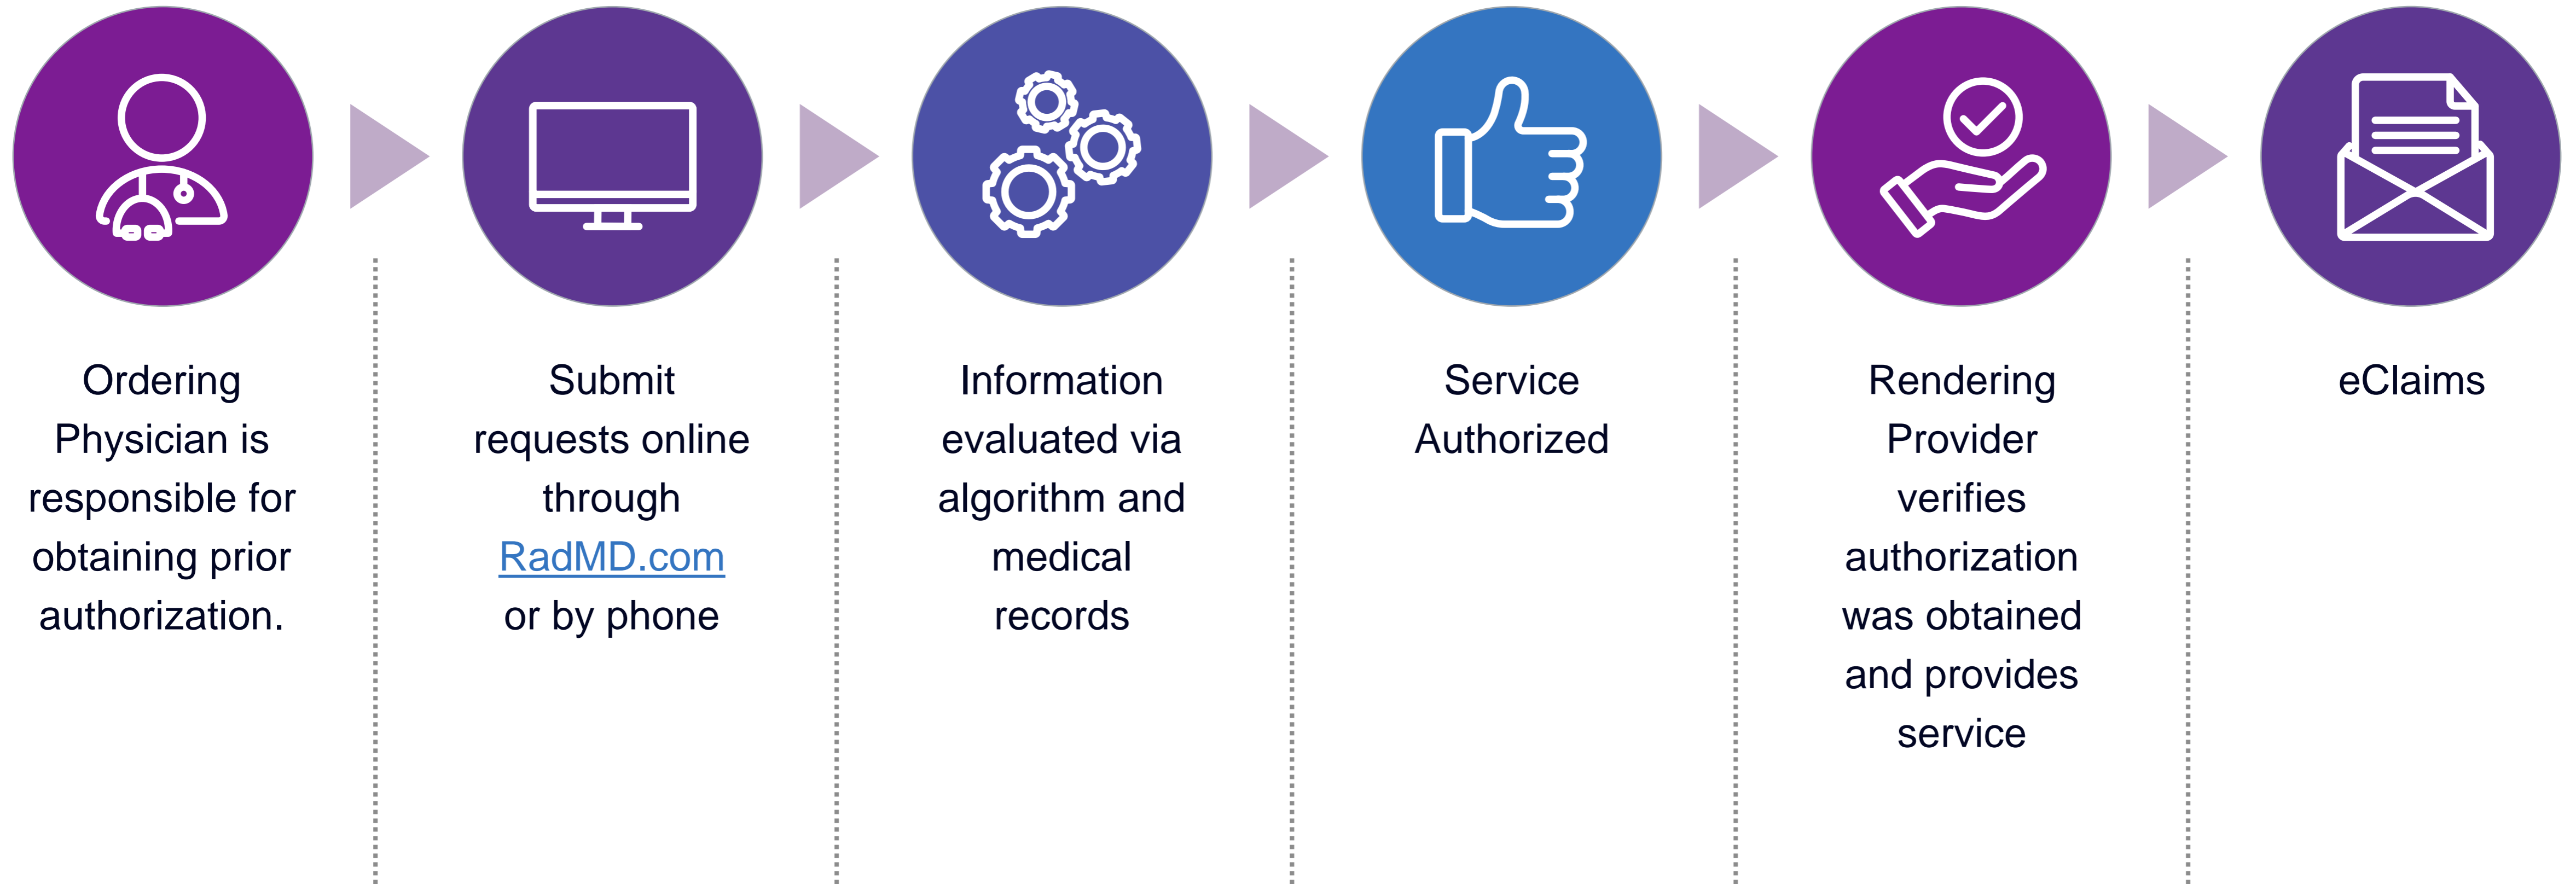 Ordering
Physician is
responsible for
obtaining prior
authorization.
Submit
requests online
through
RadMD.com
or by phone
Information
evaluated via
algorithm and
medical
records
Service
Authorized
Rendering
Provider
verifies
authorization
was obtained
and provides
service
eClaims